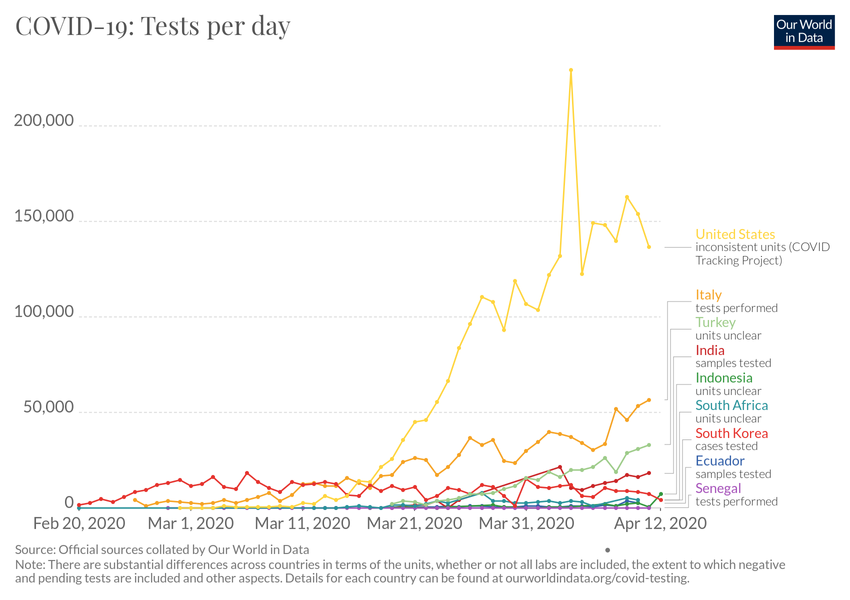 COVID-19: Tests per day
Our World
in Data
200,000
150,000
100,000
50,000
0
United States
inconsistent units (COVID
Tracking Project)
Italy
tests performed
Turkey
units unclear
India
samples tested
Indonesia
units unclear
South Africa
units unclear
South Korea
cases tested
Ecuador
samples tested
Senegal
tests performed
Feb 20, 2020 Mar 1, 2020 Mar 11, 2020 Mar 21, 2020 Mar 31, 2020 Apr 12, 2020
Source: Official sources collated by Our World in Data
Note: There are substantial differences across countries in terms of the units, whether or not all labs are included, the extent to which negative
and pending tests are included and other aspects. Details for each country can be found at ourworldindata.org/covid-testing.